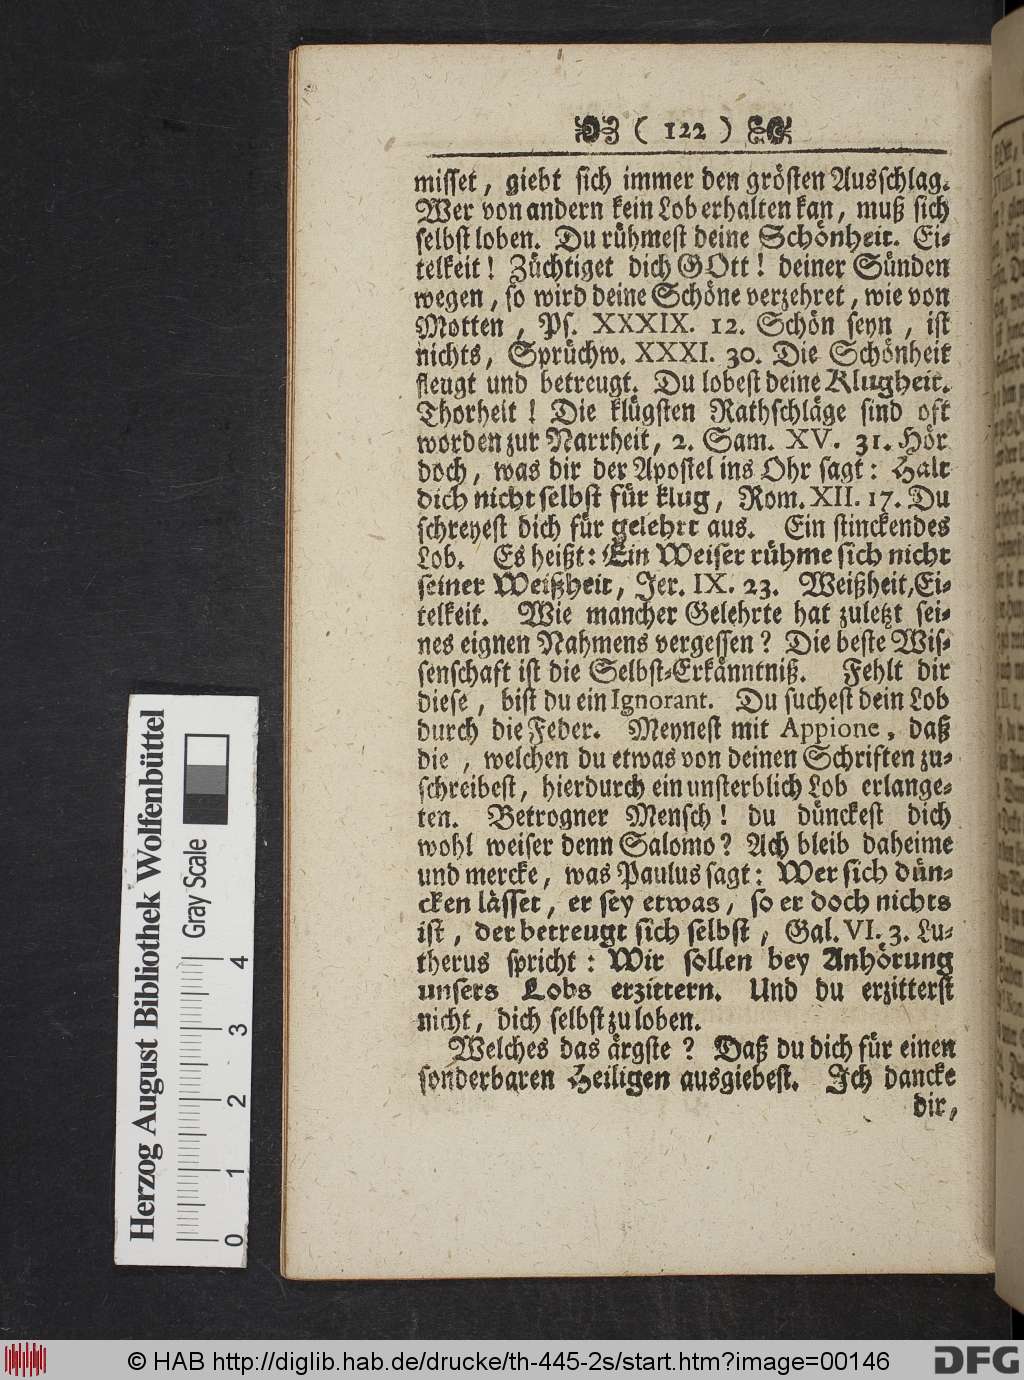 ( 122 )
misset, giebt sich immer den grösten Ausschlag.
Wer von andern kein Lob erhalten kan, muß sich
selbst loben. Du rühmest deine Schönheit. Ei-
telkeit! Züchtiget dich GOtt! deiner Sünden
wegen, so wird deine Schöne verzehret, wie von
Motten, Ps. XXXIX. 12. Schön seyn, ist
nichts, Sprüchw. XXXI. 30. Die Schönheit
fleugt und betreugt. Du lobest deine Klugheit.
Thorheit! Die klügsten Rathschläge sind oft
worden zur Narrheit, 2. Sam. XV. 31. Hör
doch, was dir der Apostel ins Ohr sagt: Halt
dich nicht selbst für klug, Rom. XII. 17. Du
schreyest dich für gelehrt aus. Ein stinckendes
Lob. Es heißt: Ein Weiser rühme sich nicht
seiner Weißheit, Jer. IX. 23. Weißheit, Ei-
telkeit. Wie mancher Gelehrte hat zuletzt sei-
nes eignen Nahmens vergessen? Die beste Wis-
senschaft ist die Selbst-Erkänntniß. Fehlt dir
diese, bist du ein Ignorant. Du suchest dein Lob
durch die Feder. Meynest mit Appione, daß
die, welchen du etwas von deinen Schriften zu-
schreibest, hierdurch ein unsterblich Lob erlange-
ten. Betrogner Mensch! du dünckest dich
wohl weiser denn Salomo? Ach bleib daheime
und mercke, was Paulus sagt: Wer sich dün-
cken lässet, er sey etwas, so er doch nichts
ist, der betreugt sich selbst, Gal. VI. 3. Lu-
therus spricht: Wir sollen bey Anhörung
unsers Lobs erzittern. Und du erzitterst
nicht, dich selbst zu loben.
Welches das ärgste? Daß du dich für einen
sonderbaren Heiligen ausgiebest. Ich dancke
dir,
Herzog August Bibliothek Wolfenbüttel
Gray Scale
0 1 2 3 4
© HAB http://diglib.hab.de/drucke/th-445-2s/start.htm?image=00146
DFG